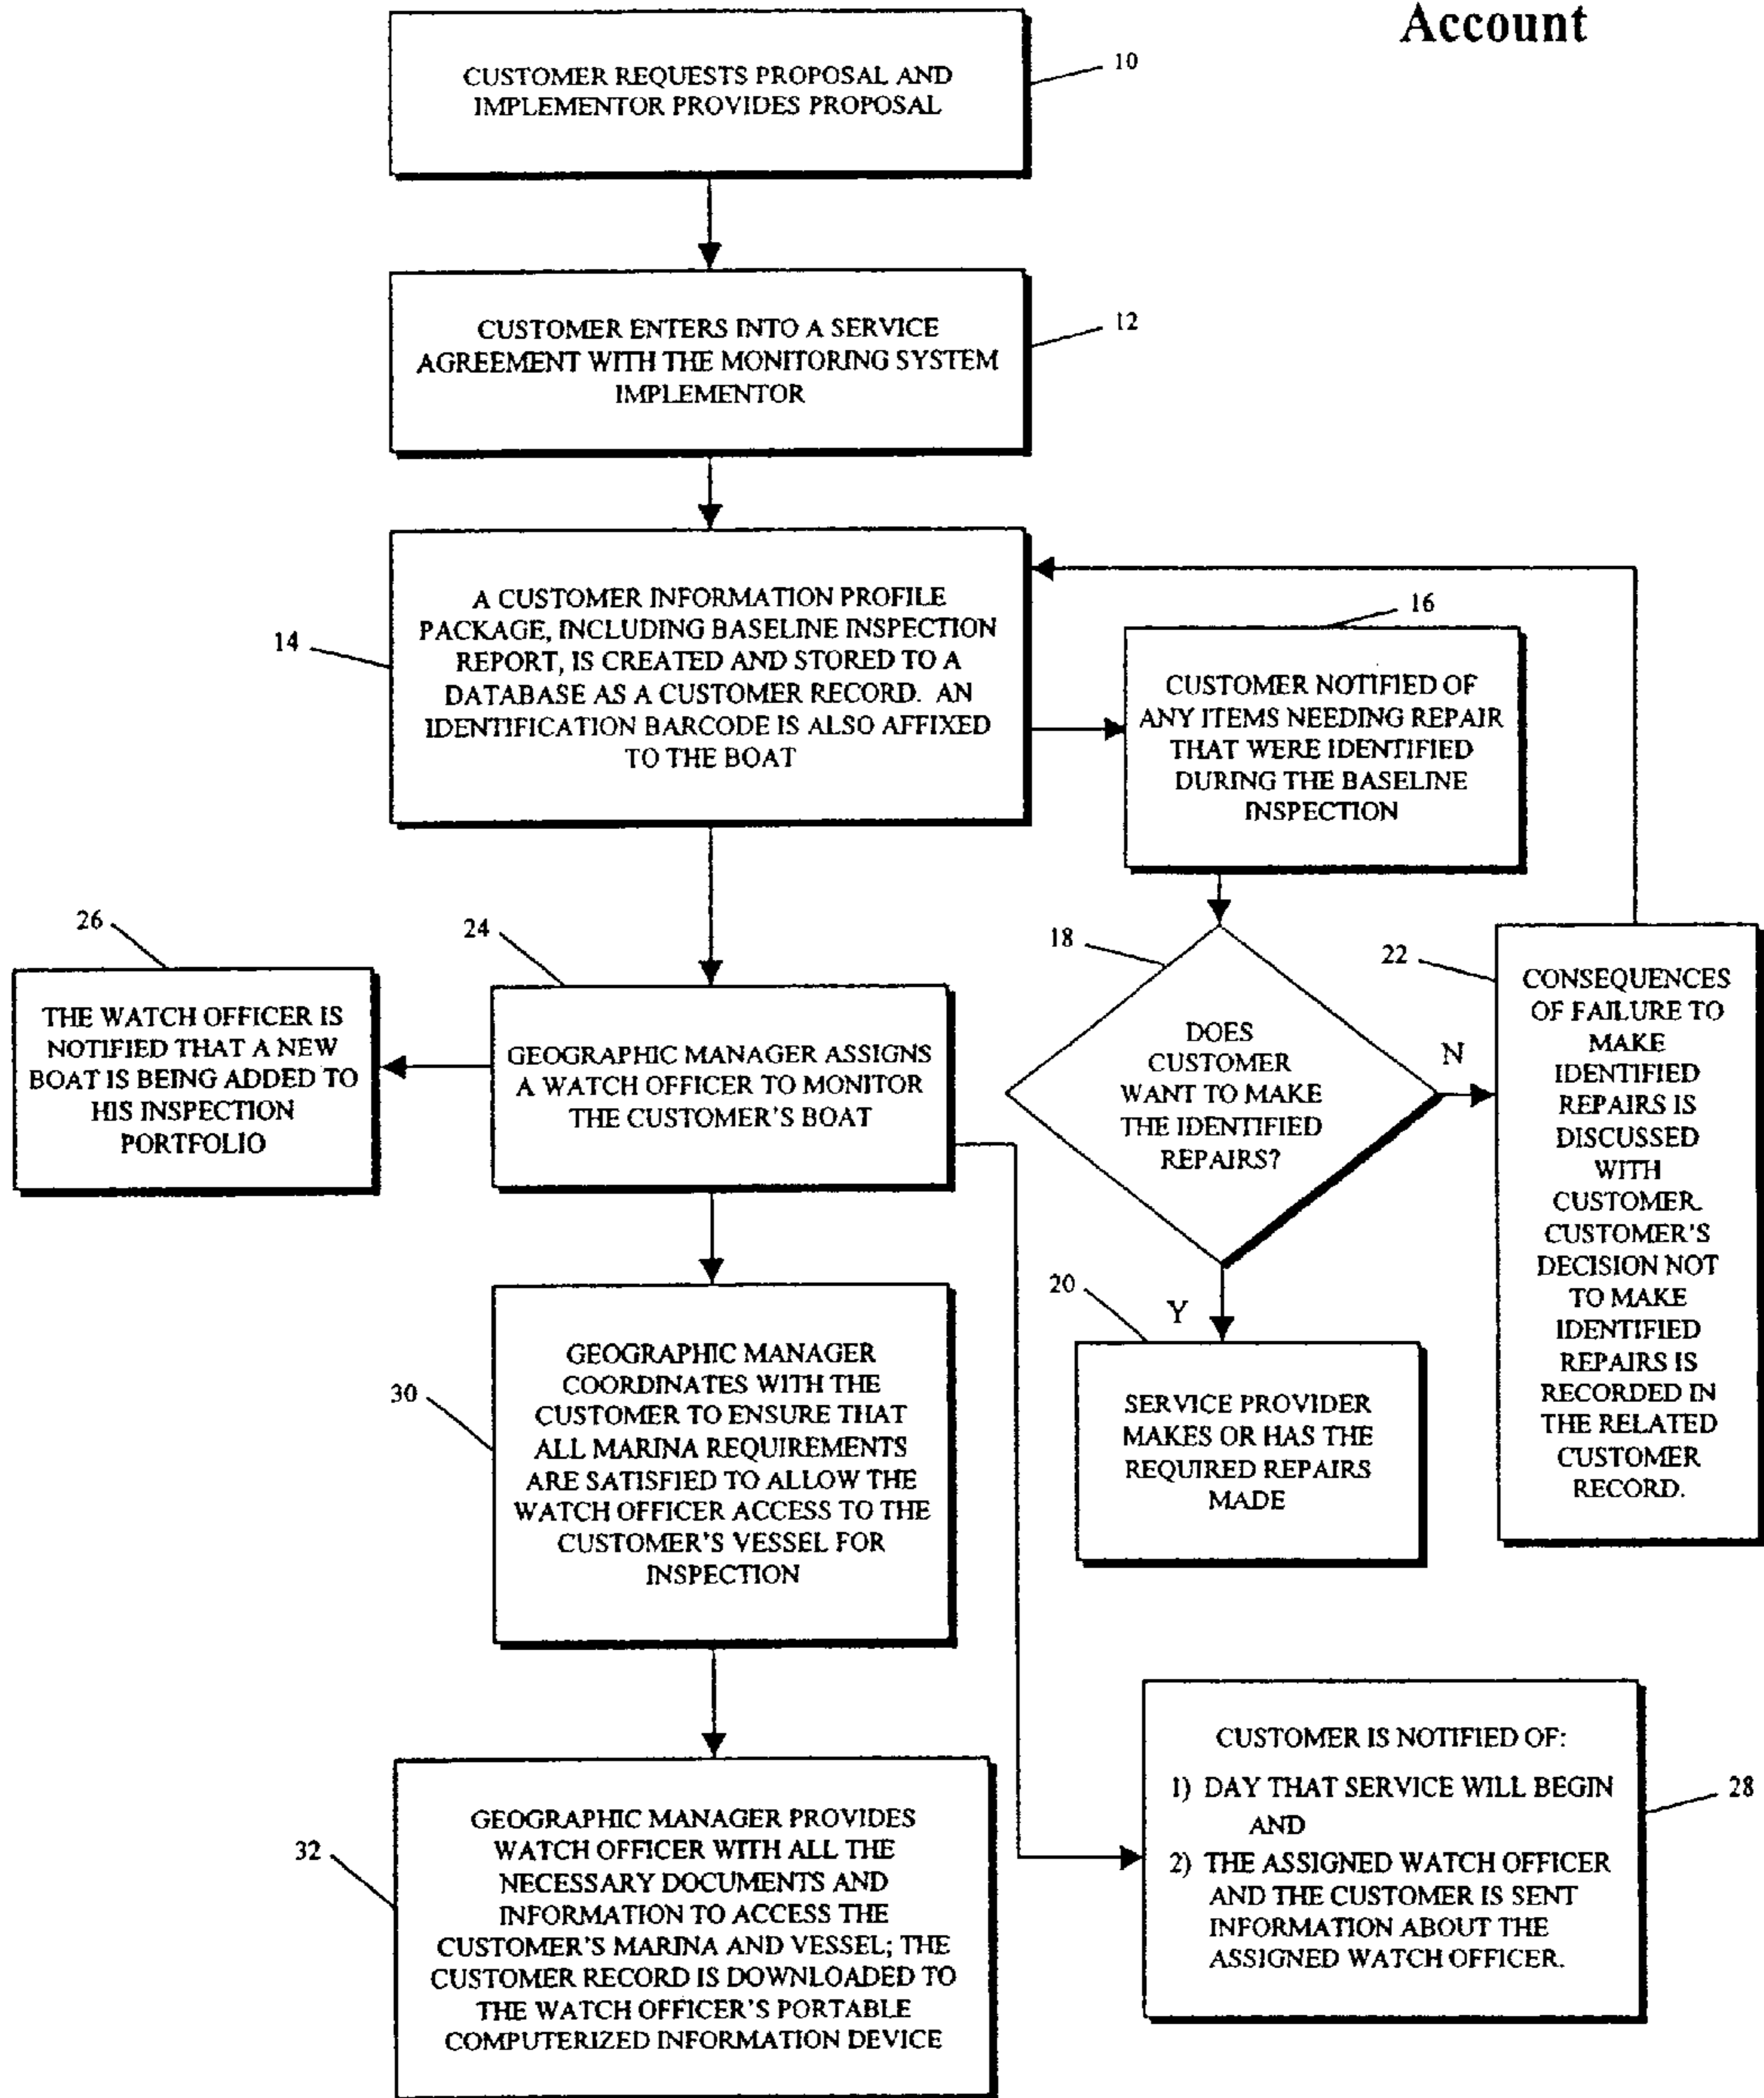 Account
10
CUSTOMER REQUESTS PROPOSAL AND
IMPLEMENTOR PROVIDES PROPOSAL
12
CUSTOMER ENTERS INTO A SERVICE
AGREEMENT WITH THE MONITORING SYSTEM
IMPLEMENTOR
14
A CUSTOMER INFORMATION PROFILE
PACKAGE, INCLUDING BASELINE INSPECTION
REPORT, IS CREATED AND STORED TO A
DATABASE AS A CUSTOMER RECORD. AN
IDENTIFICATION BARCODE IS ALSO AFFIXED
TO THE BOAT
16
CUSTOMER NOTIFIED OF
ANY ITEMS NEEDING REPAIR
THAT WERE IDENTIFIED
DURING THE BASELINE
INSPECTION
18
DOES
CUSTOMER
WANT TO MAKE
THE IDENTIFIED
REPAIRS?
N
Y
20
SERVICE PROVIDER
MAKES OR HAS THE
REQUIRED REPAIRS
MADE
22
CONSEQUENCES
OF FAILURE TO
MAKE
IDENTIFIED
REPAIRS IS
DISCUSSED
WITH
CUSTOMER.
CUSTOMER'S
DECISION NOT
TO MAKE
IDENTIFIED
REPAIRS IS
RECORDED IN
THE RELATED
CUSTOMER
RECORD.
24
GEOGRAPHIC MANAGER ASSIGNS
A WATCH OFFICER TO MONITOR
THE CUSTOMER'S BOAT
26
THE WATCH OFFICER IS
NOTIFIED THAT A NEW
BOAT IS BEING ADDED TO
HIS INSPECTION
PORTFOLIO
28
CUSTOMER IS NOTIFIED OF:
1) DAY THAT SERVICE WILL BEGIN
AND
2) THE ASSIGNED WATCH OFFICER
AND THE CUSTOMER IS SENT
INFORMATION ABOUT THE
ASSIGNED WATCH OFFICER.
30
GEOGRAPHIC MANAGER
COORDINATES WITH THE
CUSTOMER TO ENSURE THAT
ALL MARINA REQUIREMENTS
ARE SATISFIED TO ALLOW THE
WATCH OFFICER ACCESS TO THE
CUSTOMER'S VESSEL FOR
INSPECTION
32
GEOGRAPHIC MANAGER PROVIDES
WATCH OFFICER WITH ALL THE
NECESSARY DOCUMENTS AND
INFORMATION TO ACCESS THE
CUSTOMER'S MARINA AND VESSEL; THE
CUSTOMER RECORD IS DOWNLOADED TO
THE WATCH OFFICER'S PORTABLE
COMPUTERIZED INFORMATION DEVICE